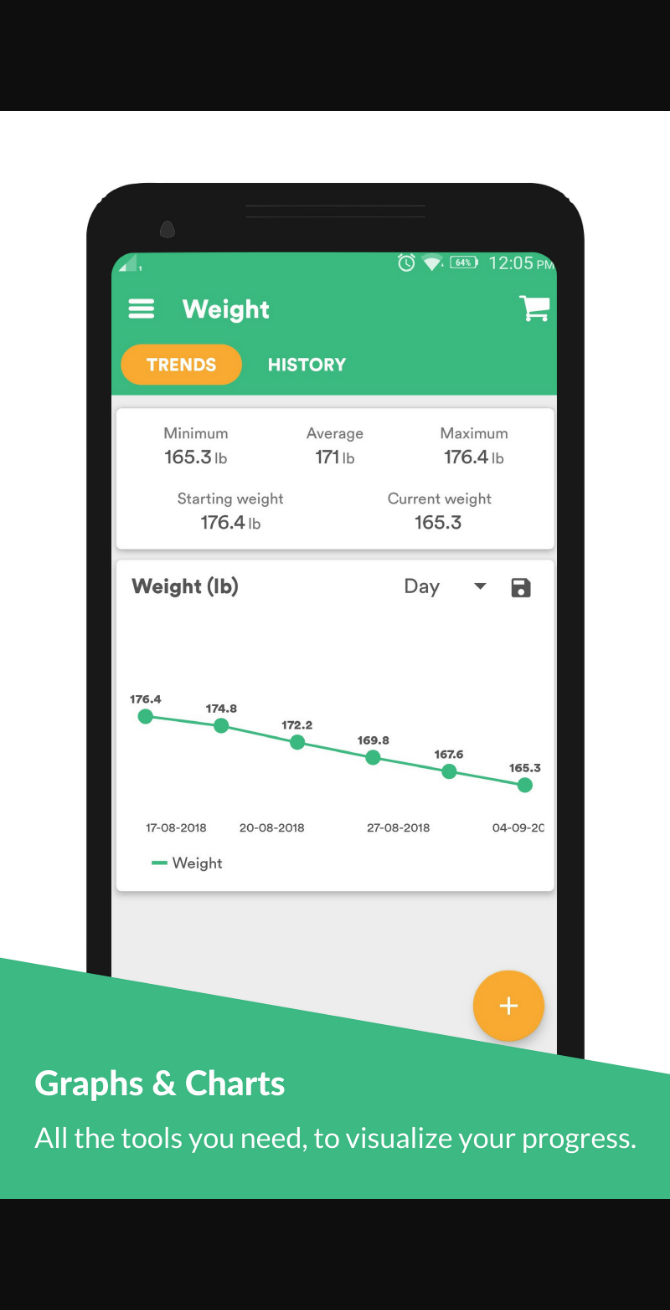 1 64% 12:05 PM
Weight
TRENDS HISTORY
Minimum Average Maximum
165.3 lb 171 lb 176.4 lb
Starting weight Current weight
176.4 lb 165.3
Weight (lb) Day
176.4
174.8
172.2
169.8
167.6
165.3
17-08-2018 20-08-2018 27-08-2018 04-09-20
Weight
+
Graphs & Charts
All the tools you need, to visualize your progress.